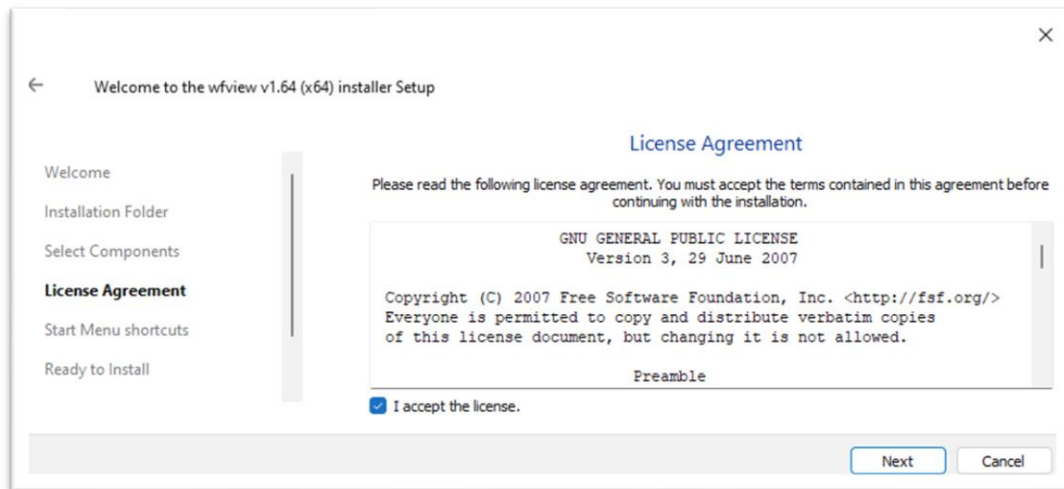 Welcome to the wfview v1.64 (x64) installer Setup
Welcome
Installation Folder
Select Components
License Agreement
Start Menu shortcuts
Ready to Install
License Agreement
Please read the following license agreement. You must accept the terms contained in this agreement before
continuing with the installation.
GNU GENERAL PUBLIC LICENSE
Version 3, 29 June 2007
Copyright (C) 2007 Free Software Foundation, Inc. <http://fsf.org/>
Everyone is permitted to copy and distribute verbatim copies
of this license document, but changing it is not allowed.
Preamble
I accept the license.
Next
Cancel